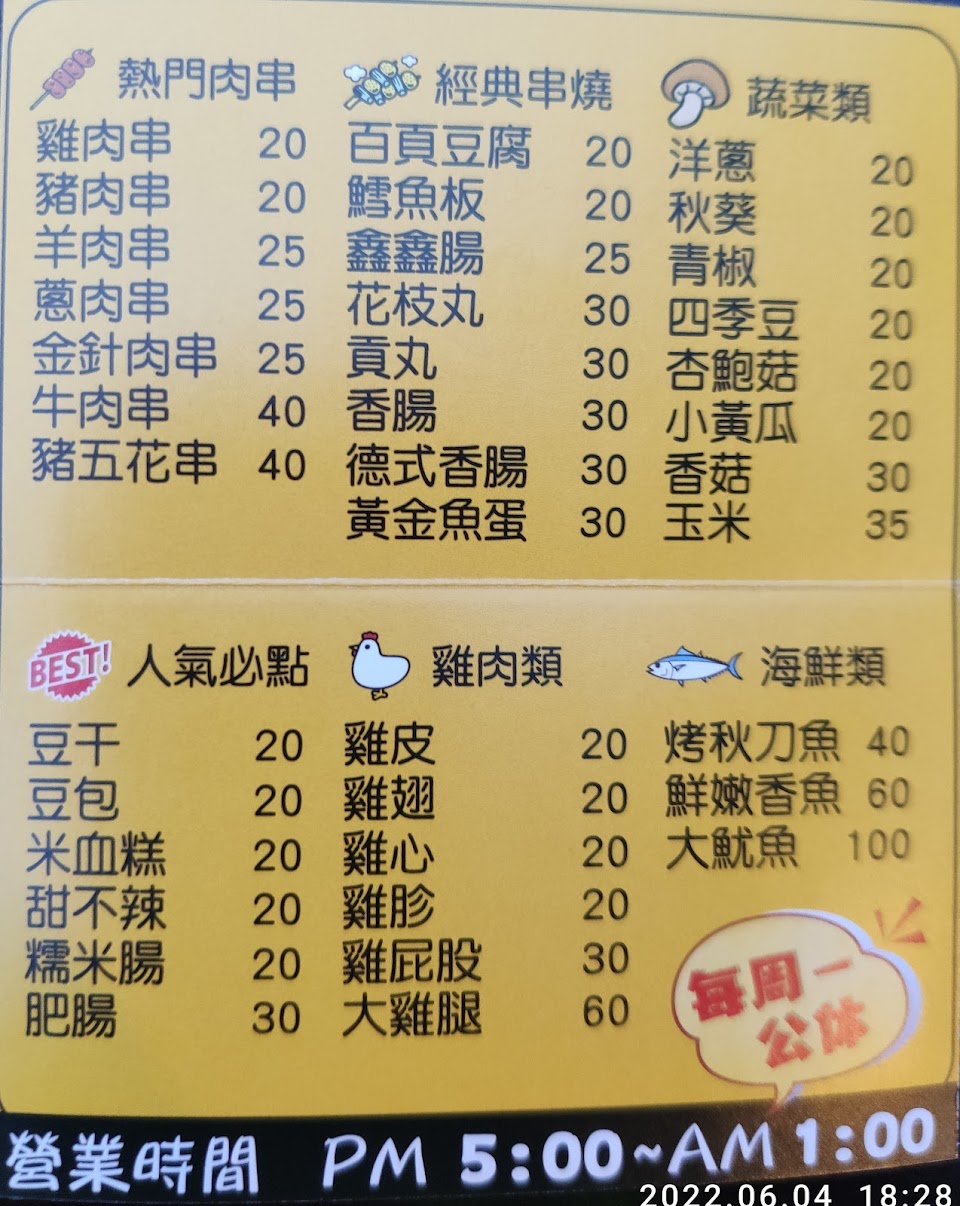 熱門肉串
雞肉串 20
豬肉串 20
羊肉串 25
蔥肉串 25
金針肉串 25
牛肉串 40
豬五花串 40
經典串燒
百頁豆腐 20
鱈魚板 20
鑫鑫腸 25
花枝丸 30
貢丸 30
香腸 30
德式香腸 30
黃金魚蛋 30
蔬菜類
洋蔥 20
秋葵 20
青椒 20
四季豆 20
杏鮑菇 20
小黃瓜 20
香菇 30
玉米 35
BEST! 人氣必點
豆干 20
豆包 20
米血糕 20
甜不辣 20
糯米腸 20
肥腸 30
雞肉類
雞皮 20
雞翅 20
雞心 20
雞胗 20
雞屁股 30
大雞腿 60
海鮮類
烤秋刀魚 40
鮮嫩香魚 60
大魷魚 100
每周一
公休
營業時間 PM 5:00~AM 1:00
2022.06.04 18:28